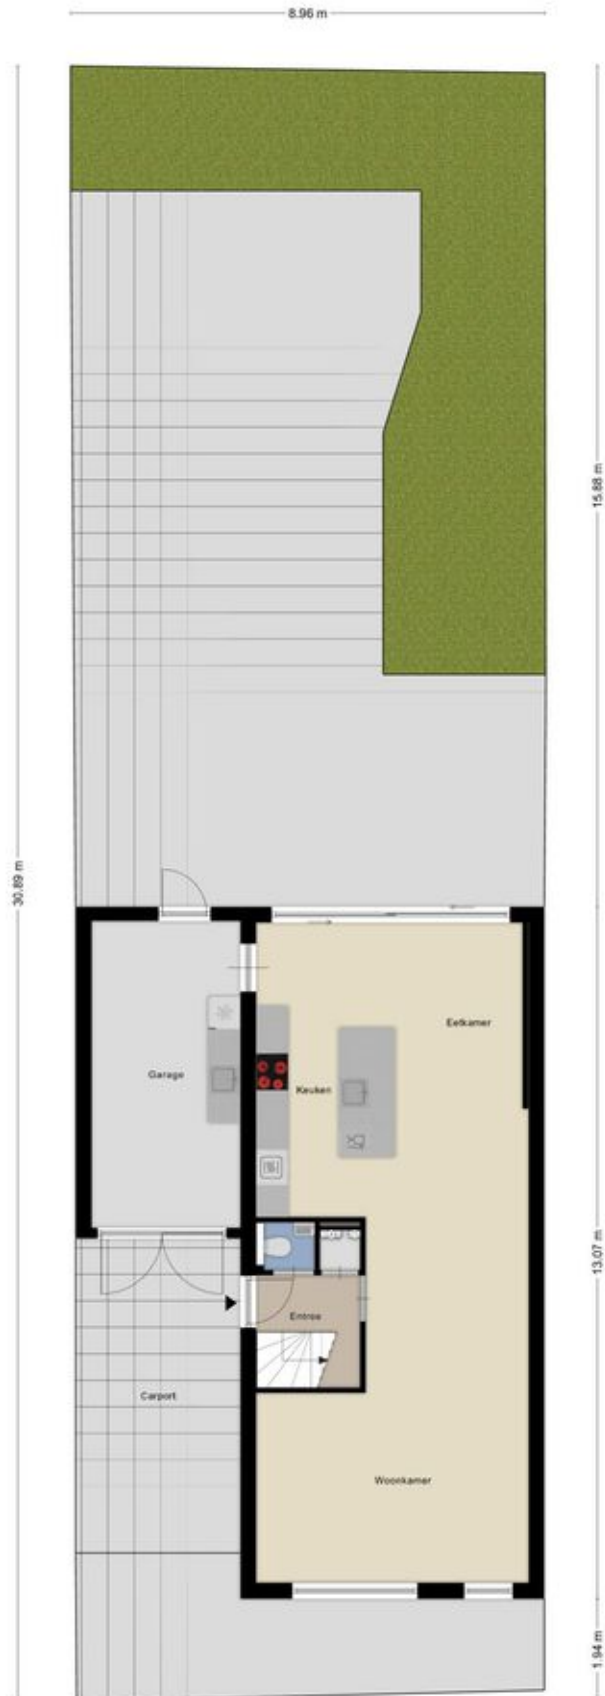 8.96 m
15.88 m
30.89 m
Eetkamer
Garage
Keuken
13.07 m
Entree
Carport
Woonkamer
1.94 m